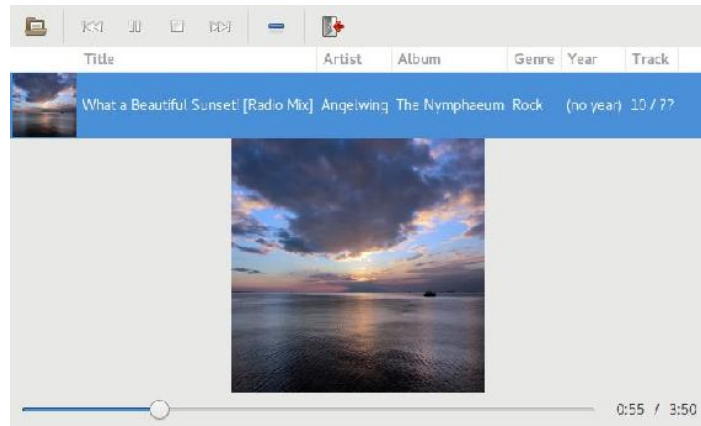 Title Artist Album Genre Year Track
What a Beautiful Sunset! [Radio Mix] Angelwing The Nymphaeum Rock (no year) 10 / ??
0:55 / 3:50